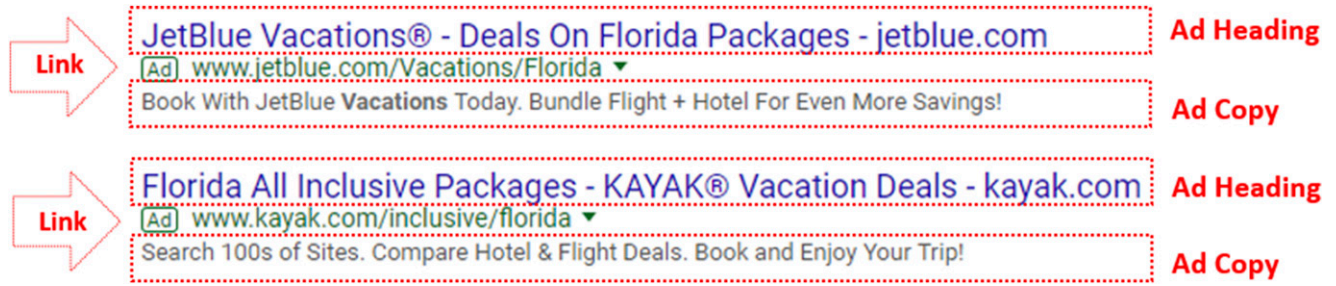 JetBlue Vacations® - Deals On Florida Packages - jetblue.com
Ad Heading
Link
Ad www.jetblue.com/Vacations/Florida ▼
Book With JetBlue Vacations Today. Bundle Flight + Hotel For Even More Savings!
Ad Copy
Florida All Inclusive Packages - KAYAK® Vacation Deals - kayak.com
Ad Heading
Link
Ad www.kayak.com/inclusive/florida ▼
Search 100s of Sites. Compare Hotel & Flight Deals. Book and Enjoy Your Trip!
Ad Copy